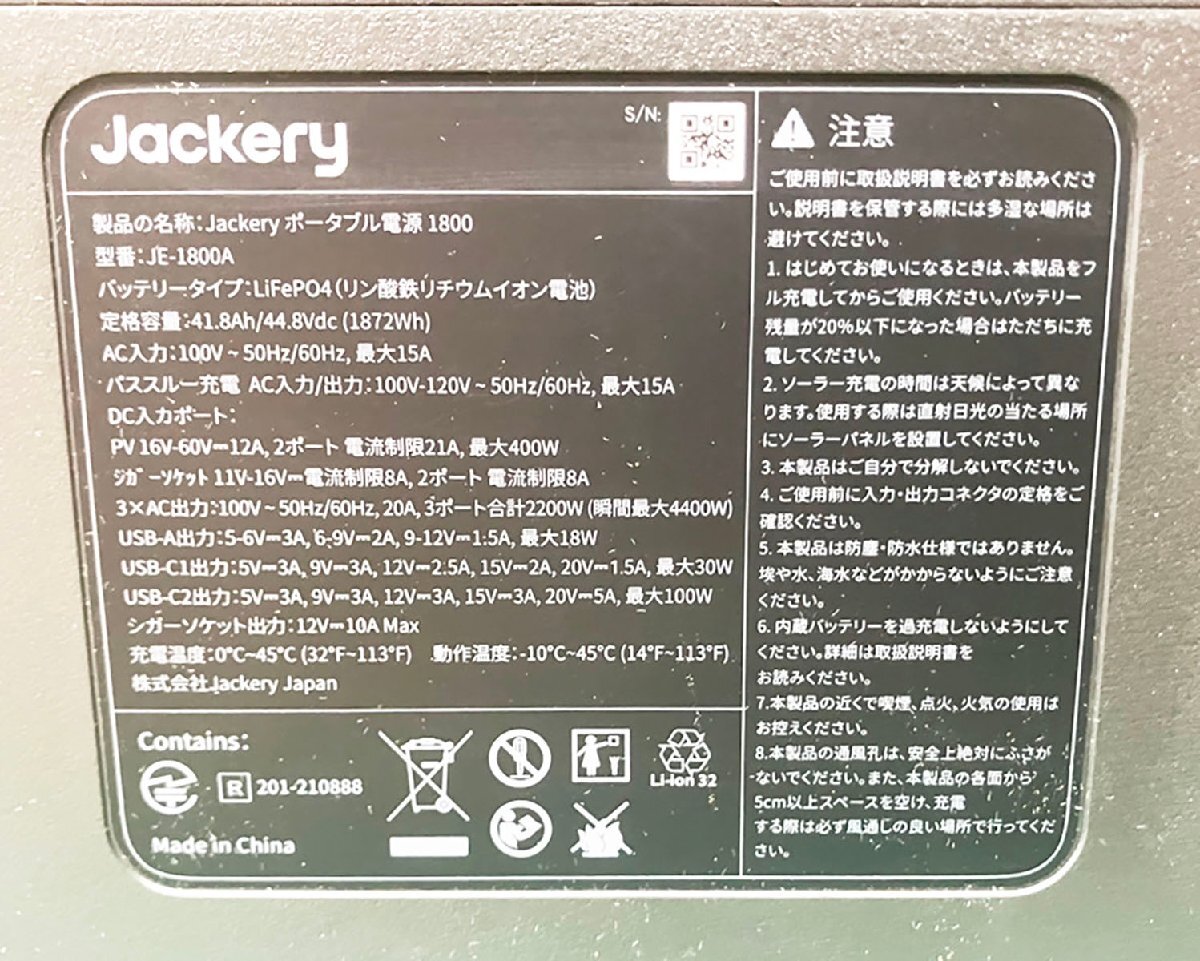 Jackery
S/N:
製品の名称：Jackery ポータブル電源 1800
型番：JE-1800A
バッテリータイプ：LiFePO4（リン酸鉄リチウムイオン電池）
定格容量：41.8Ah/44.8Vdc (1872Wh)
AC入力：100V ~ 50Hz/60Hz, 最大15A
パススルー充電 AC入力/出力：100V-120V ~ 50Hz/60Hz, 最大15A
DC入力ポート：
PV 16V-60V⎓12A, 2ポート 電流制限21A, 最大400W
シガーソケット 11V-16V⎓電流制限8A, 2ポート 電流制限8A
3×AC出力：100V ~ 50Hz/60Hz, 20A, 3ポート合計2200W (瞬間最大4400W)
USB-A出力：5-6V⎓3A, 6-9V⎓2A, 9-12V⎓1.5A, 最大18W
USB-C1出力：5V⎓3A, 9V⎓3A, 12V⎓2.5A, 15V⎓2A, 20V⎓1.5A, 最大30W
USB-C2出力：5V⎓3A, 9V⎓3A, 12V⎓3A, 15V⎓3A, 20V⎓5A, 最大100W
シガーソケット出力：12V⎓10A Max
充電温度：0°C~45°C (32°F~113°F) 動作温度：-10°C~45°C (14°F~113°F)
株式会社Jackery Japan
Contains:
R 201-210888
Made in China
Li-Ion 32
注意
ご使用前に取扱説明書を必ずお読みくださ
い。説明書を保管する際には多湿な場所は
避けてください。
1. はじめてお使いになるときは、本製品をフ
ル充電してからご使用ください。バッテリー
残量が20%以下になった場合はただちに充
電してください。
2. ソーラー充電の時間は天候によって異な
ります。使用する際は直射日光の当たる場所
にソーラーパネルを設置してください。
3. 本製品はご自分で分解しないでください。
4. ご使用前に入力・出力コネクタの定格をご
確認ください。
5. 本製品は防塵・防水仕様ではありません。
埃や水、海水などがかからないようにご注意
ください。
6. 内蔵バッテリーを過充電しないようにして
ください。詳細は取扱説明書を
お読みください。
7.本製品の近くで喫煙、点火、火気の使用は
お控えください。
8.本製品の通風孔は、安全上絶対にふさが
ないでください。また、本製品の各面から
5cm以上スペースを空け、充電
する際は必ず風通しの良い場所で行ってくだ
さい。